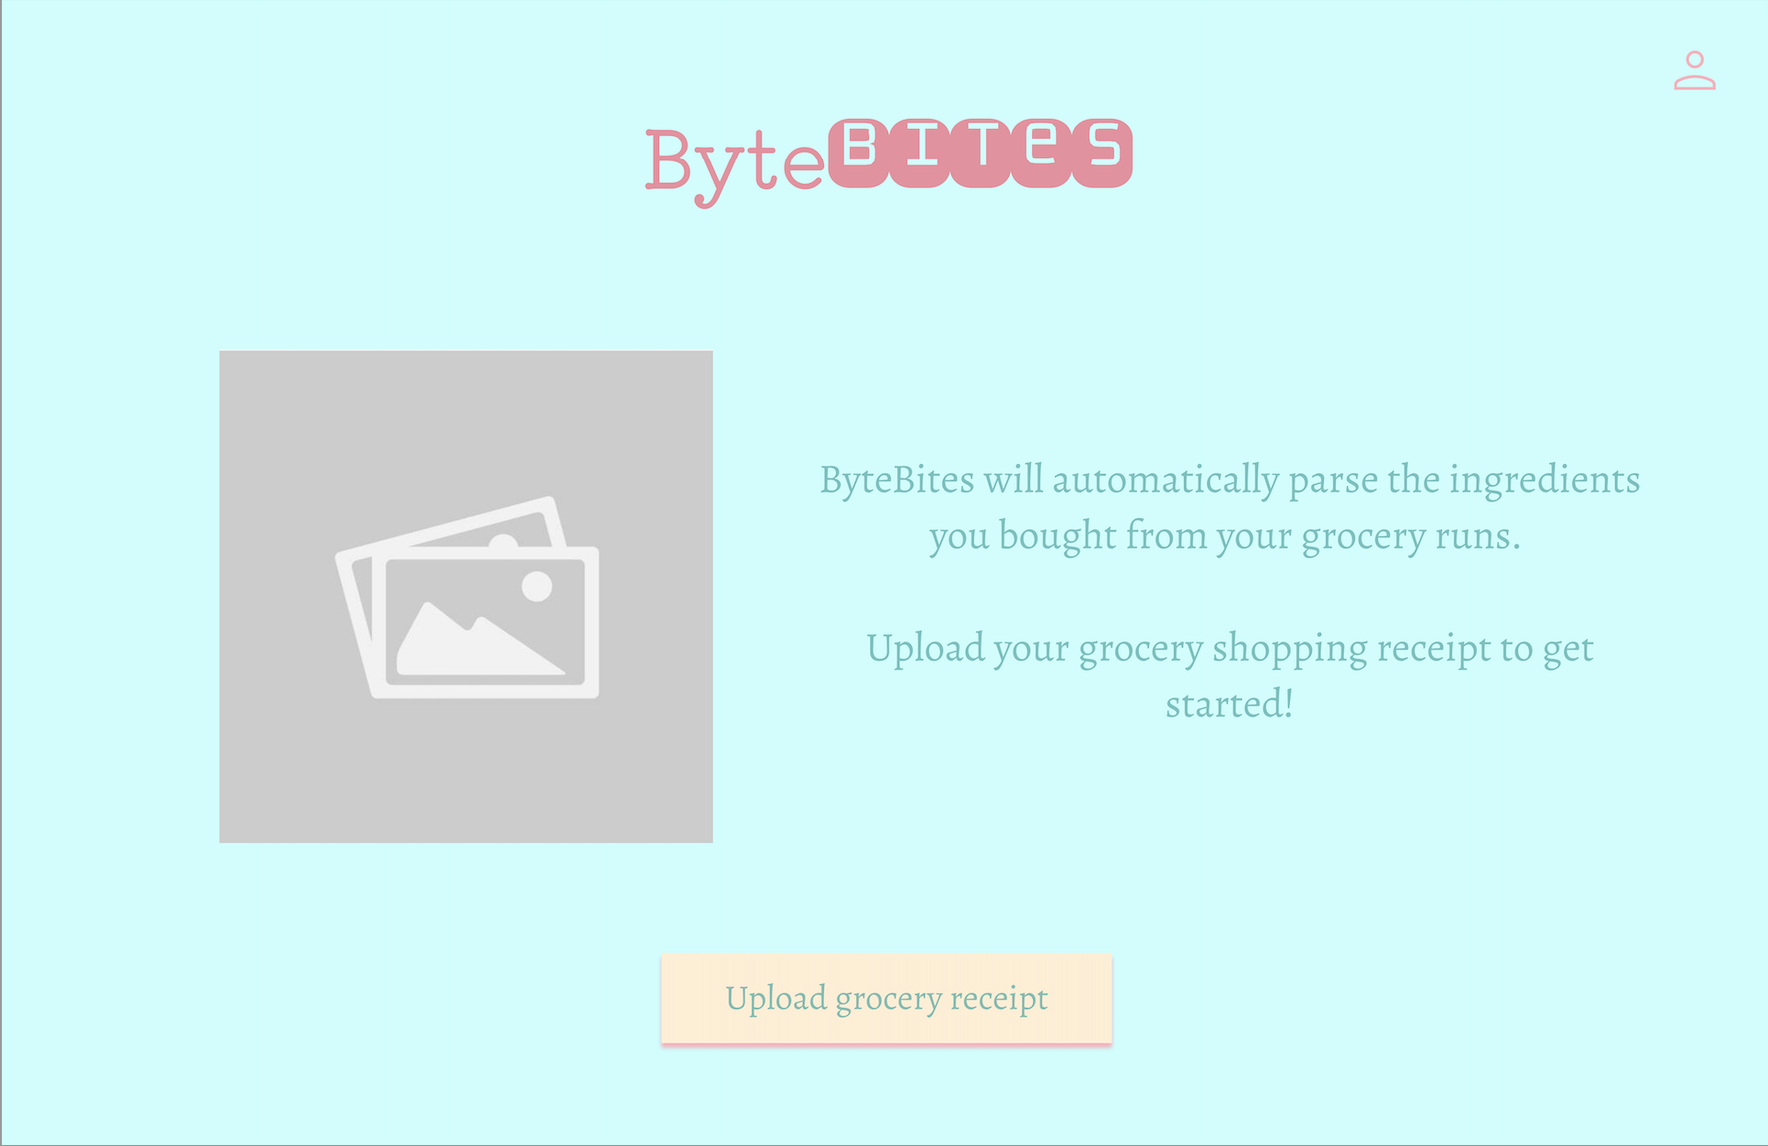 ByteBITes
ByteBites will automatically parse the ingredients
you bought from your grocery runs.
Upload your grocery shopping receipt to get
started!
Upload grocery receipt